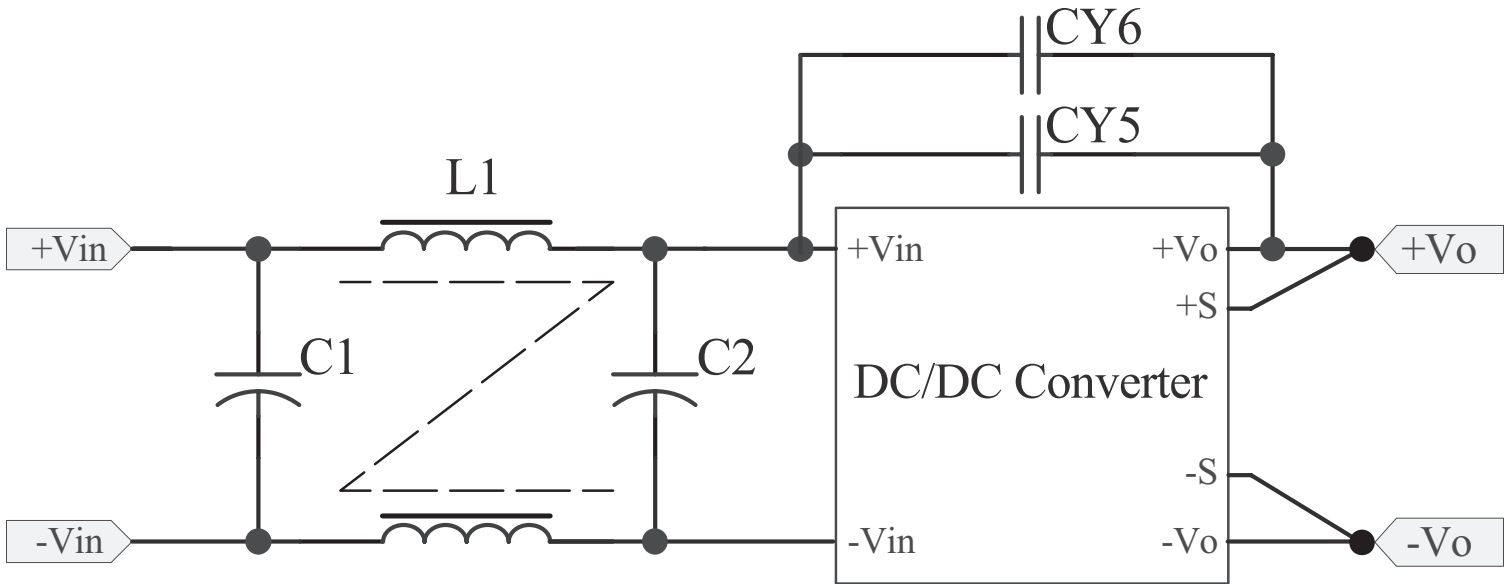 CY6
CY5
L1
+Vin
+Vin
+Vo
+Vo
+S
C1
C2
DC/DC Converter
-S
-Vin
-Vin
-Vo
-Vo